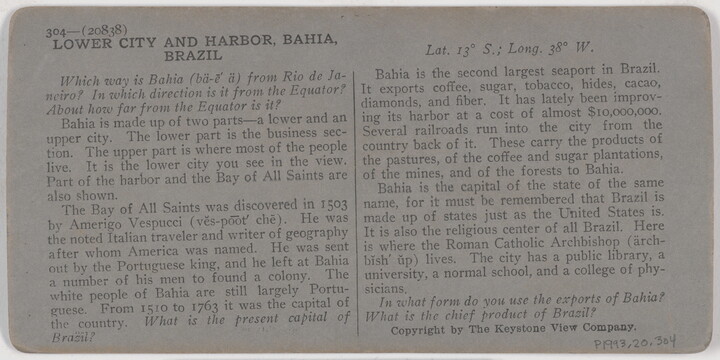 304—(20838)
LOWER CITY AND HARBOR, BAHIA,
BRAZIL
Which way is Bahia (bä-ē′ ä) from Rio de Ja-
neiro? In which direction is it from the Equator?
About how far from the Equator is it?
Bahia is made up of two parts—a lower and an
upper city. The lower part is the business sec-
tion. The upper part is where most of the people
live. It is the lower city you see in the view.
Part of the harbor and the Bay of All Saints are
also shown.
The Bay of All Saints was discovered in 1503
by Amerigo Vespucci (vĕs-pōōt′ chē). He was
the noted Italian traveler and writer of geography
after whom America was named. He was sent
out by the Portuguese king, and he left at Bahia
a number of his men to found a colony. The
white people of Bahia are still largely Portu-
guese. From 1510 to 1763 it was the capital of
the country. What is the present capital of
Brazil?
Lat. 13° S.; Long. 38° W.
Bahia is the second largest seaport in Brazil.
It exports coffee, sugar, tobacco, hides, cacao,
diamonds, and fiber. It has lately been improv-
ing its harbor at a cost of almost $10,000,000.
Several railroads run into the city from the
country back of it. These carry the products of
the pastures, of the coffee and sugar plantations,
of the mines, and of the forests to Bahia.
Bahia is the capital of the state of the same
name, for it must be remembered that Brazil is
made up of states just as the United States is.
It is also the religious center of all Brazil. Here
is where the Roman Catholic Archbishop (ärch-
bĭsh′ ŭp) lives. The city has a public library, a
university, a normal school, and a college of phy-
sicians.
In what form do you use the exports of Bahia?
What is the chief product of Brazil?
Copyright by The Keystone View Company.
P1993.20.304